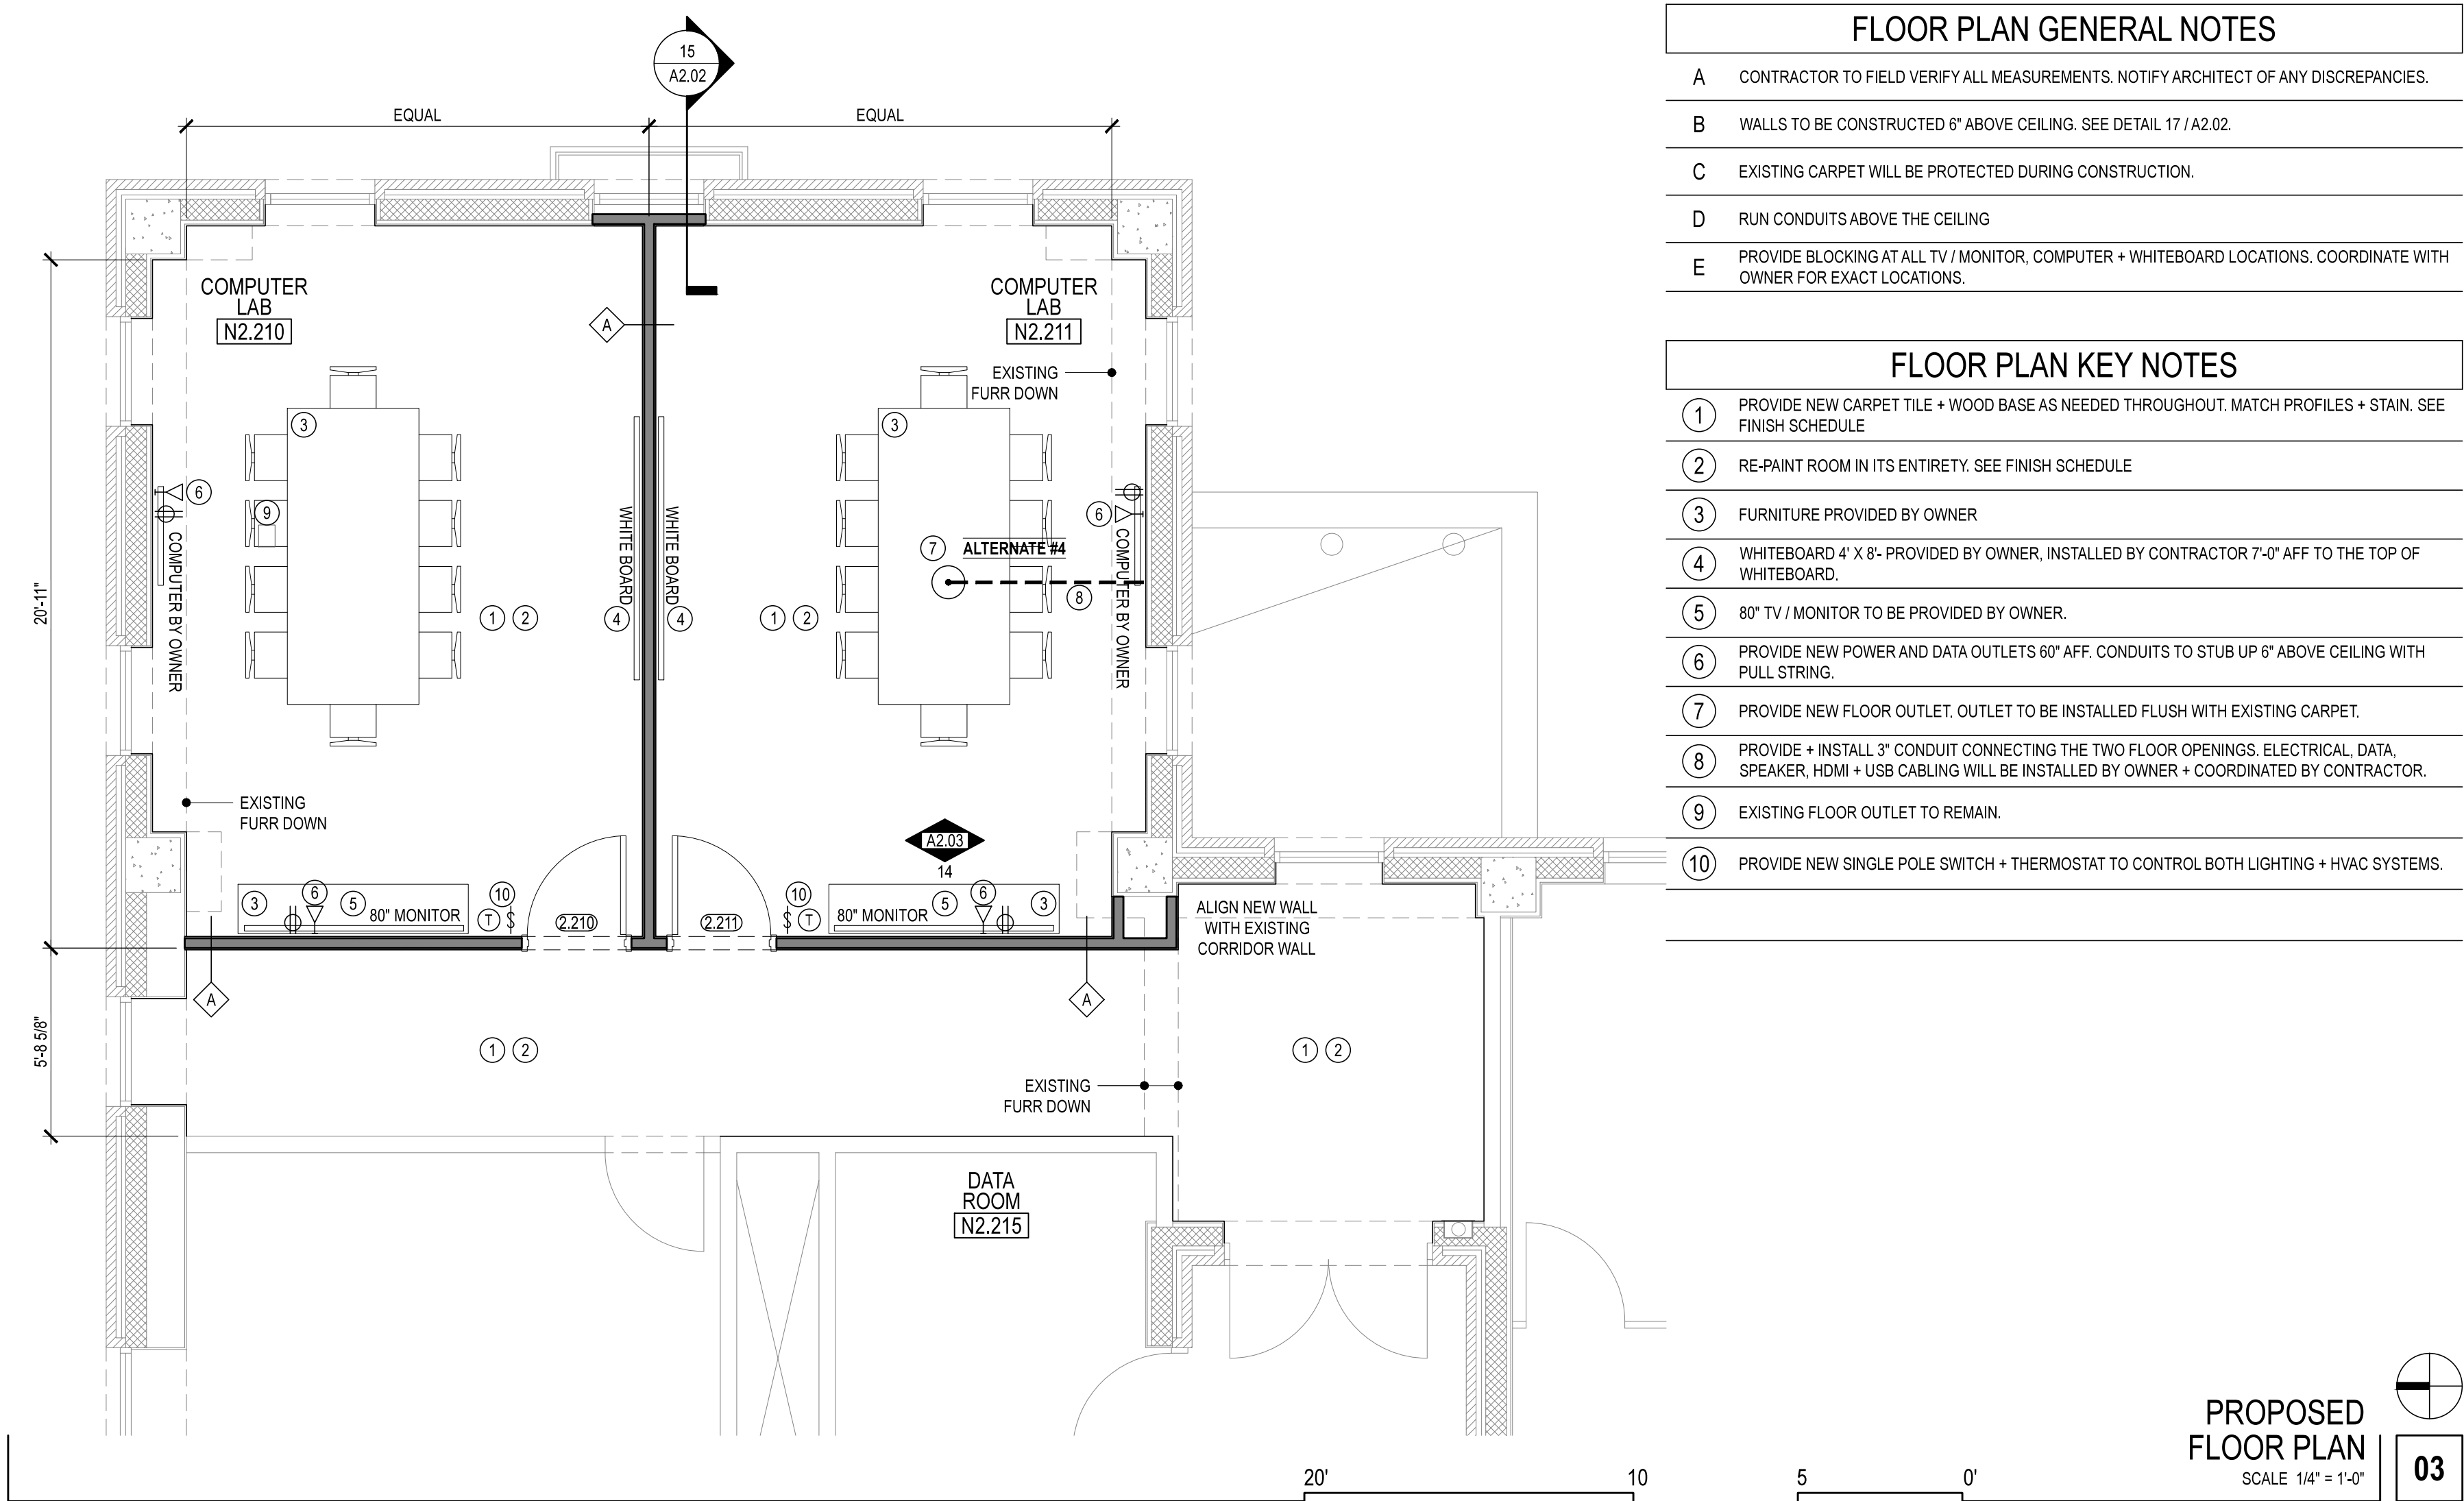 15
A2.02
EQUAL
EQUAL
COMPUTER
LAB
N2.210
COMPUTER
LAB
N2.211
A
EXISTING
FURR DOWN
3
3
6
9
6
WHITE BOARD
WHITE BOARD
7
ALTERNATE #4
8
COMPUTER BY OWNER
COMPUTER BY OWNER
20'-11"
1 2
4
4
1 2
EXISTING
FURR DOWN
A2.03
14
3
6
5
80" MONITOR
10
T
$
2.210
2.211
10
$
T
80" MONITOR
5
6
3
ALIGN NEW WALL
WITH EXISTING
CORRIDOR WALL
A
A
5'-8 5/8"
1 2
1 2
EXISTING
FURR DOWN
DATA
ROOM
N2.215
FLOOR PLAN GENERAL NOTES
A CONTRACTOR TO FIELD VERIFY ALL MEASUREMENTS. NOTIFY ARCHITECT OF ANY DISCREPANCIES.
B WALLS TO BE CONSTRUCTED 6" ABOVE CEILING. SEE DETAIL 17 / A2.02.
C EXISTING CARPET WILL BE PROTECTED DURING CONSTRUCTION.
D RUN CONDUITS ABOVE THE CEILING
E PROVIDE BLOCKING AT ALL TV / MONITOR, COMPUTER + WHITEBOARD LOCATIONS. COORDINATE WITH
OWNER FOR EXACT LOCATIONS.
FLOOR PLAN KEY NOTES
1 PROVIDE NEW CARPET TILE + WOOD BASE AS NEEDED THROUGHOUT. MATCH PROFILES + STAIN. SEE
FINISH SCHEDULE
2 RE-PAINT ROOM IN ITS ENTIRETY. SEE FINISH SCHEDULE
3 FURNITURE PROVIDED BY OWNER
4 WHITEBOARD 4' X 8'- PROVIDED BY OWNER, INSTALLED BY CONTRACTOR 7'-0" AFF TO THE TOP OF
WHITEBOARD.
5 80" TV / MONITOR TO BE PROVIDED BY OWNER.
6 PROVIDE NEW POWER AND DATA OUTLETS 60" AFF. CONDUITS TO STUB UP 6" ABOVE CEILING WITH
PULL STRING.
7 PROVIDE NEW FLOOR OUTLET. OUTLET TO BE INSTALLED FLUSH WITH EXISTING CARPET.
8 PROVIDE + INSTALL 3" CONDUIT CONNECTING THE TWO FLOOR OPENINGS. ELECTRICAL, DATA,
SPEAKER, HDMI + USB CABLING WILL BE INSTALLED BY OWNER + COORDINATED BY CONTRACTOR.
9 EXISTING FLOOR OUTLET TO REMAIN.
10 PROVIDE NEW SINGLE POLE SWITCH + THERMOSTAT TO CONTROL BOTH LIGHTING + HVAC SYSTEMS.
PROPOSED
FLOOR PLAN
SCALE 1/4" = 1'-0"
03
20' 10 5 0'